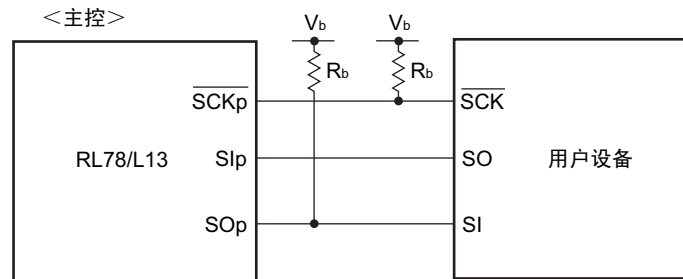 ＜主控＞
Vb Vb
Rb Rb
SCKp SCK
RL78/L13 SIp SO 用户设备
SOp SI